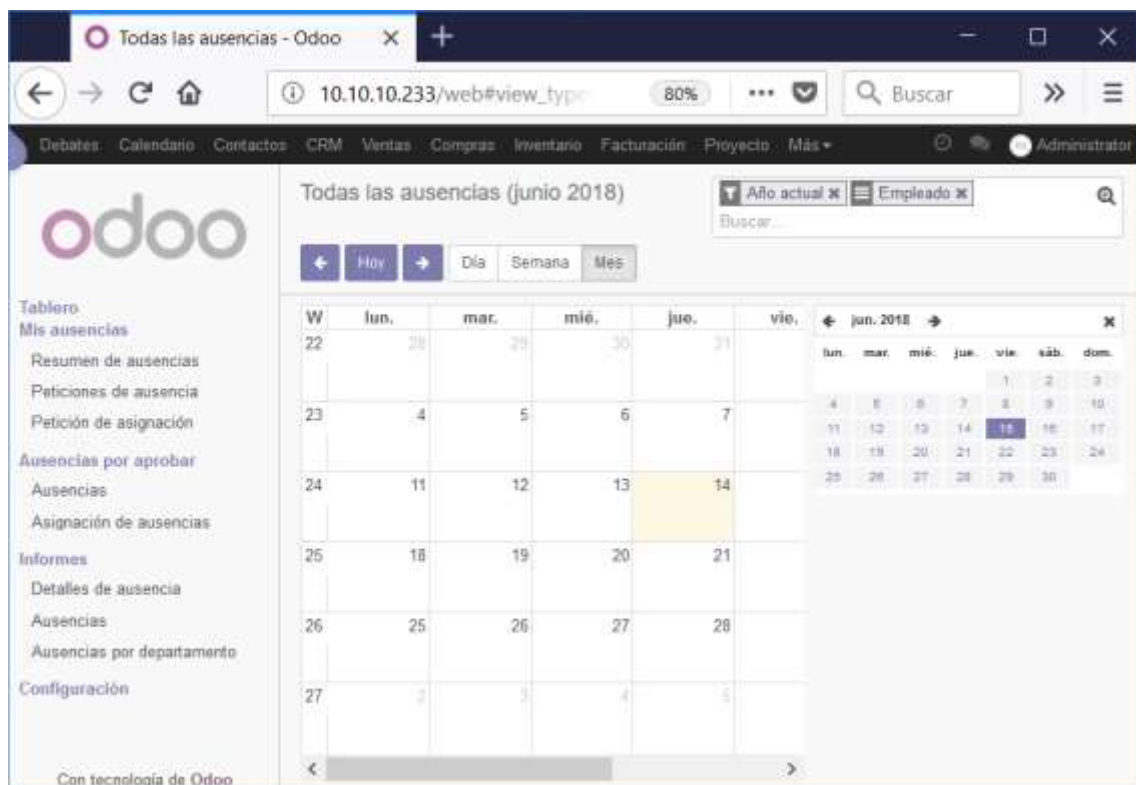 Todas las ausencias - Odoo
10.10.10.233/web#view_typ
80%
Buscar
Debates Calendario Contactos CRM Ventas Compras Inventario Facturación Proyecto Más
Administrator
odoo
Todas las ausencias (junio 2018)
Año actual
Empleado
Buscar...
Hoy
Día Semana Mes
Tablero
Mis ausencias
Resumen de ausencias
Peticiones de ausencia
Petición de asignación
Ausencias por aprobar
Ausencias
Asignación de ausencias
Informes
Detalles de ausencia
Ausencias
Ausencias por departamento
Configuración
Con tecnología de Odoo
W lun. mar. mié. jue. vie.
22 28 29 30 31
23 4 5 6 7
24 11 12 13 14
25 18 19 20 21
26 25 26 27 28
27 2 3 4 5
jun. 2018
lun. mar. mié. jue. vie. sáb. dom.
1 2 3
4 5 6 7 8 9 10
11 12 13 14 15 16 17
18 19 20 21 22 23 24
25 26 27 28 29 30